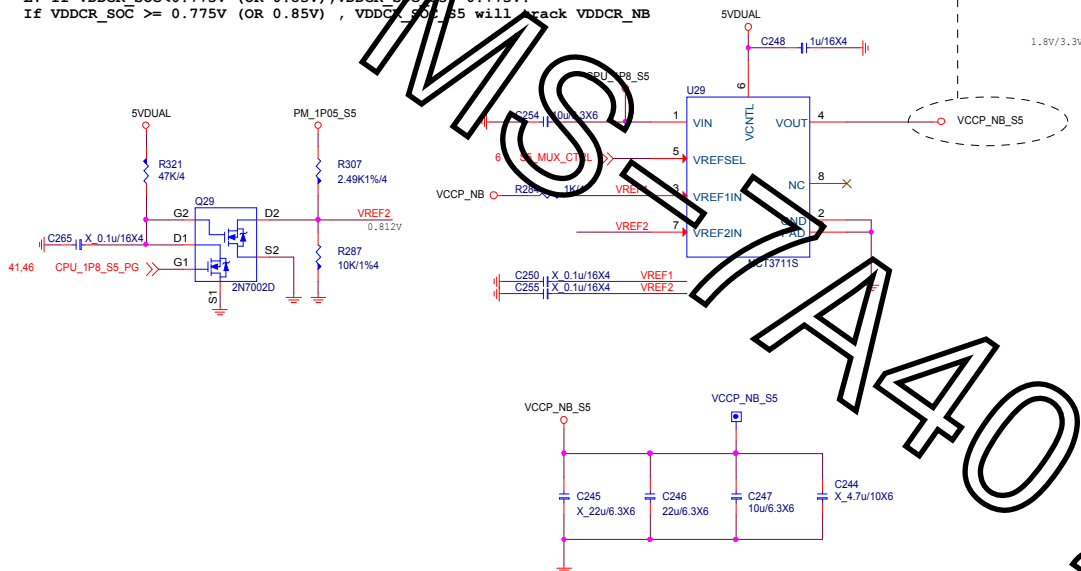 If VDDCR_SOC >= 0.775V (OR 0.85V) , VDDCR_SOC_S5 will track VDDCR_NB
5VDUAL
C248
1u/16X4
1.8V/3.3V
CPU_1P8_S5
U29
6
C254
10u/6.3X6
1
VIN
VCNTL
VOUT
4
VCCP_NB_S5
6
S5_MUX_CTRL
5
VREFSEL
NC
8
VCCP_NB
R284
1K/4
VREF1
3
VREF1IN
GND
2
VREF2
7
VREF2IN
PAD
9
NCT3711S
C250
X_0.1u/16X4
VREF1
C255
X_0.1u/16X4
VREF2
5VDUAL
PM_1P05_S5
R321
47K/4
R307
2.49K1%/4
Q29
G2
D2
VREF2
0.812V
C265
X_0.1u/16X4
D1
S2
R287
10K/1%4
41,46
CPU_1P8_S5_PG
G1
S1
2N7002D
VCCP_NB_S5
VCCP_NB_S5
C245
X_22u/6.3X6
C246
22u/6.3X6
C247
10u/6.3X6
C244
X_4.7u/10X6
MS-7A40